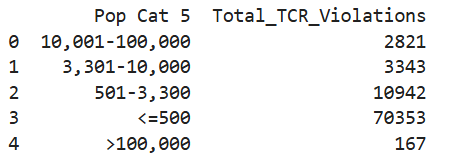 Pop Cat 5 Total_TCR_Violations
0 10,001-100,000 2821
1 3,301-10,000 3343
2 501-3,300 10942
3 <=500 70353
4 >100,000 167